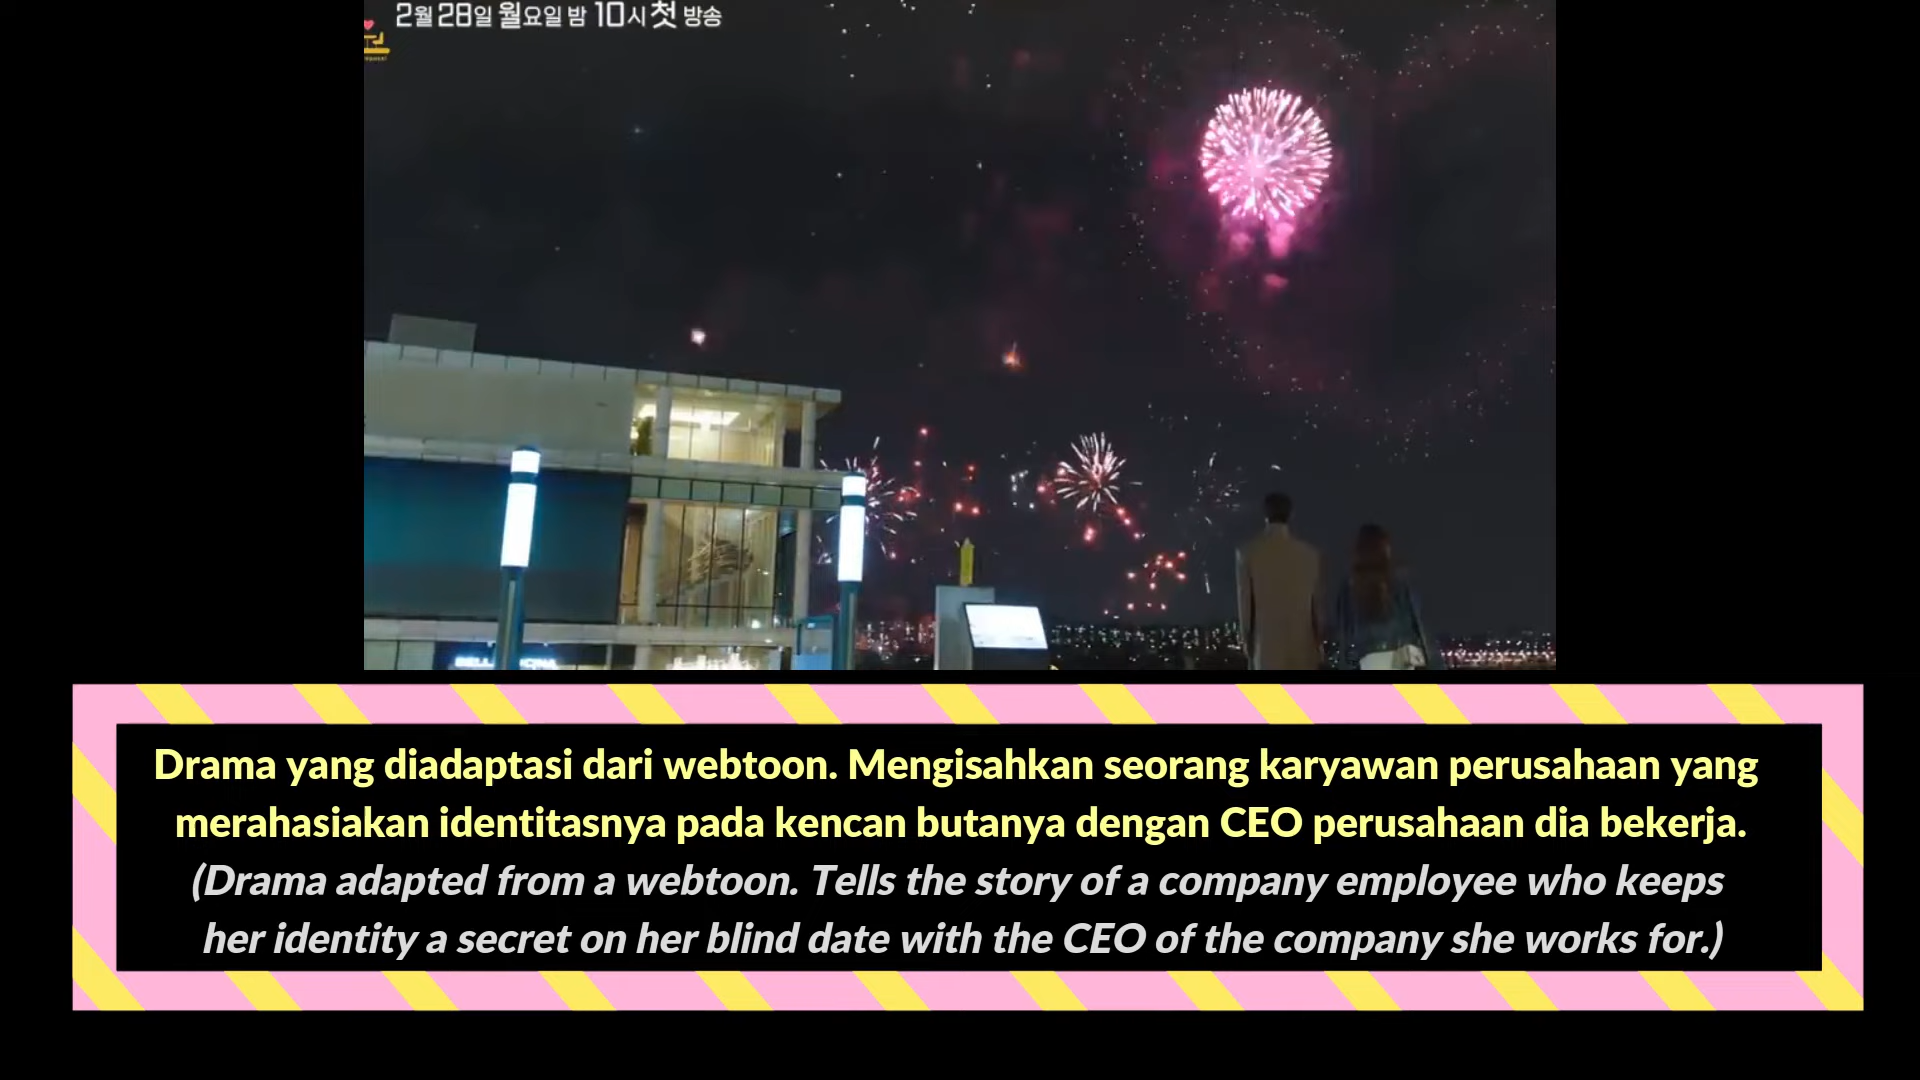 2월 28일 월요일 밤 10시 첫 방송
Drama yang diadaptasi dari webtoon. Mengisahkan seorang karyawan perusahaan yang
merahasiakan identitasnya pada kencan butanya dengan CEO perusahaan dia bekerja.
(Drama adapted from a webtoon. Tells the story of a company employee who keeps
her identity a secret on her blind date with the CEO of the company she works for.)